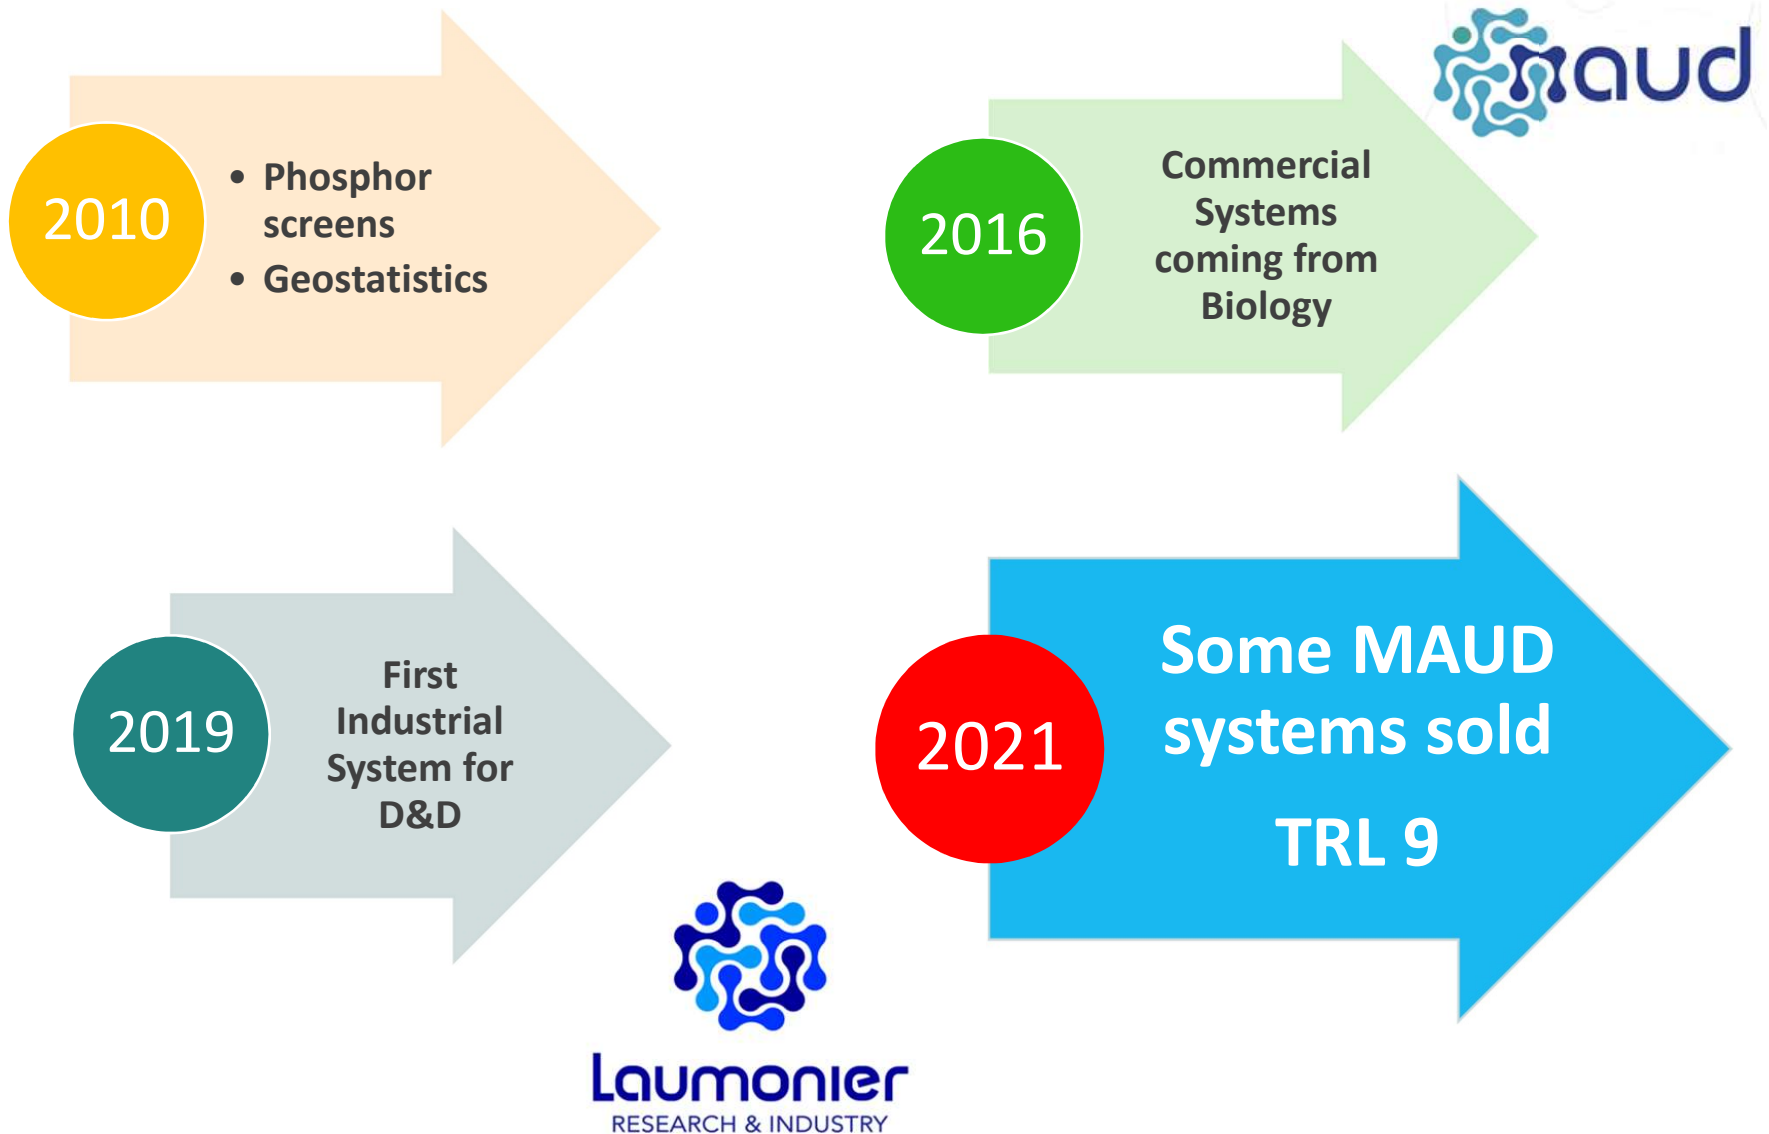 maud
2010
• Phosphor
screens
• Geostatistics
2016
Commercial
Systems
coming from
Biology
2019
First
Industrial
System for
D&D
2021
Some MAUD
systems sold
TRL 9
Laumonier
RESEARCH & INDUSTRY